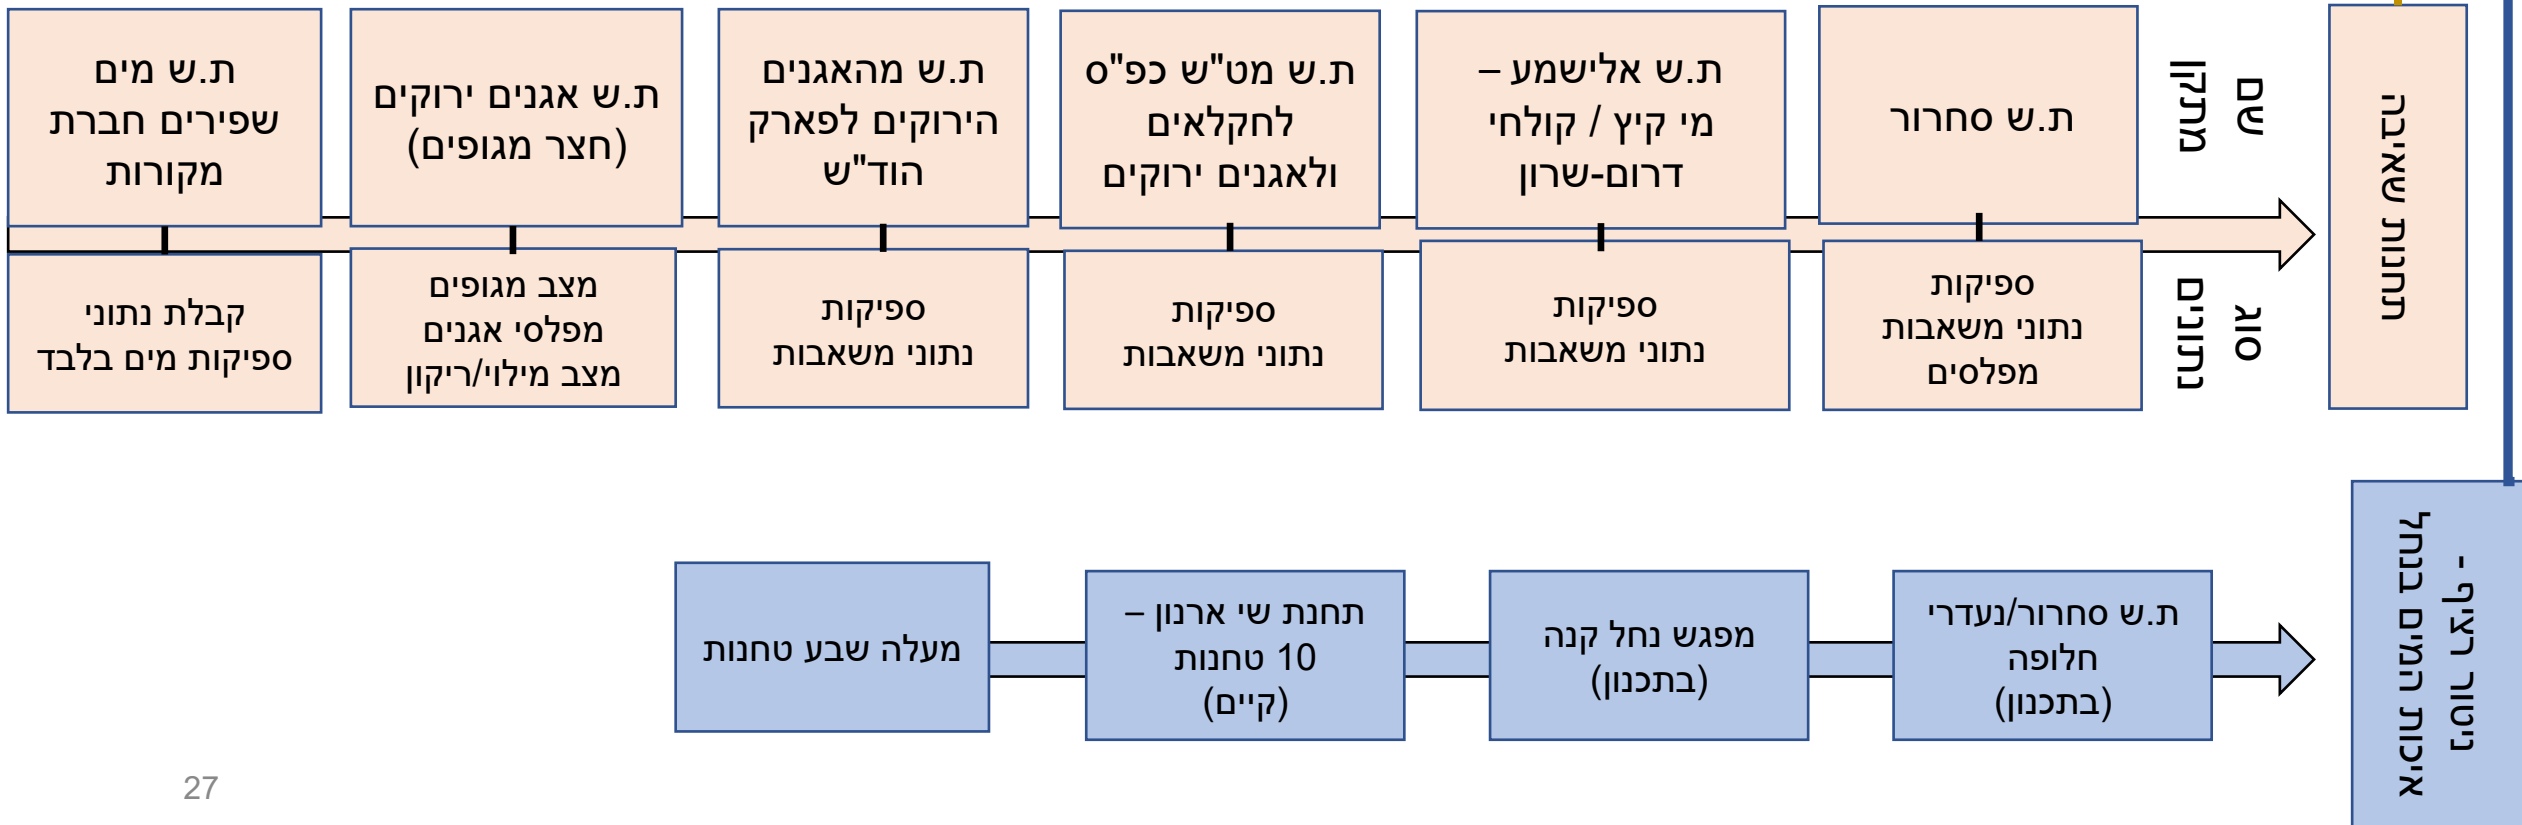 תחנות שאיבה
שם
מתקן
ת.ש סחרור
ת.ש אלישמע –
מי קיץ / קולחי
דרום-שרון
ת.ש מט"ש כפ"ס
לחקלאים
ולאגנים ירוקים
ת.ש מהאגנים
הירוקים לפארק
הוד"ש
ת.ש אגנים ירוקים
(חצר מגופים)
ת.ש מים
שפירים חברת
מקורות
סוג
נתונים
ספיקות
נתוני משאבות
מפלסים
ספיקות
נתוני משאבות
ספיקות
נתוני משאבות
ספיקות
נתוני משאבות
מצב מגופים
מפלסי אגנים
מצב מילוי/ריקון
קבלת נתוני
ספיקות מים בלבד
ניטור רציף -
איכות המים בנחל
ת.ש סחרור/נעדרי
חלופה
(בתכנון)
מפגש נחל קנה
(בתכנון)
תחנת שי ארנון –
10 טחנות
(קיים)
מעלה שבע טחנות
27